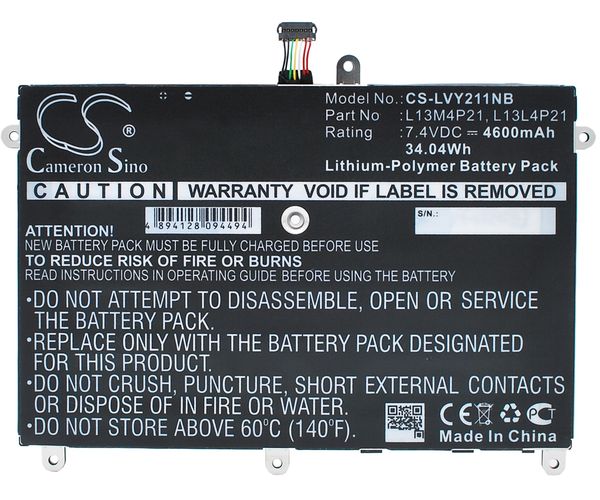 CS
Cameron Sino
®
Model No.: CS-LVY211NB
Part No : L13M4P21, L13L4P21
Rating : 7.4VDC ⎓ 4600mAh
34.04Wh
Lithium-Polymer Battery Pack
CAUTION
WARRANTY VOID IF LABEL IS REMOVED
4 894128 094494
S/N.:
ATTENTION!
NEW BATTERY PACK MUST BE FULLY CHARGED BEFORE USE
TO REDUCE RISK OF FIRE OR BURNS
READ INSTRUCTIONS IN OPERATING GUIDE BEFORE USING THE BATTERY
•DO NOT ATTEMPT TO DISASSEMBLE, OPEN OR SERVICE
THE BATTERY PACK.
•REPLACE ONLY WITH THE BATTERY PACK DESIGNATED
FOR THIS PRODUCT.
•DO NOT CRUSH, PUNCTURE, SHORT EXTERNAL CONTACTS
OR DISPOSE OF IN FIRE OR WATER.
•DO NOT STORE ABOVE 60°C (140°F).
CE
Made In China